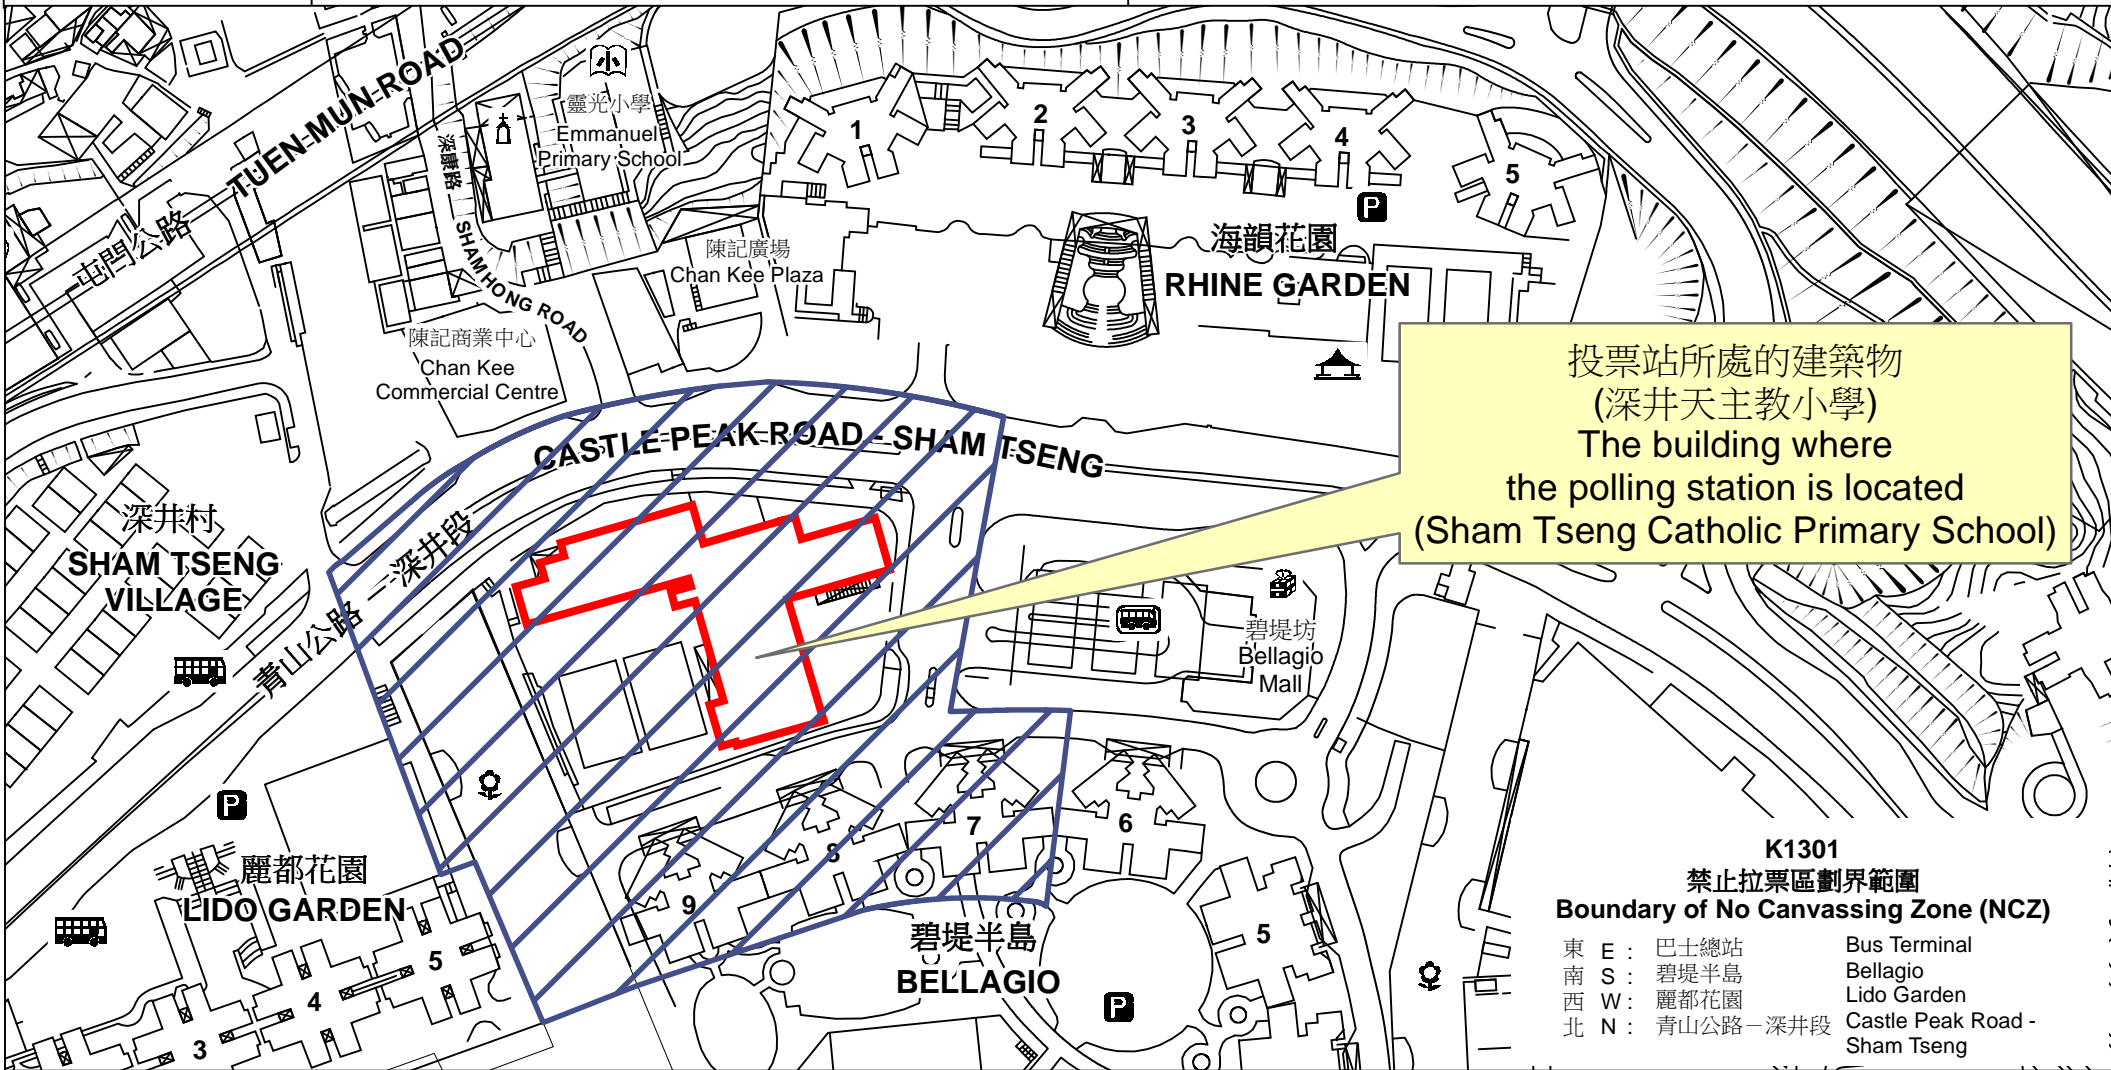 屯門公路
TUEN MUN ROAD
深康路
SHAM HONG ROAD
靈光小學
Emmanuel
Primary School
陳記廣場
Chan Kee Plaza
陳記商業中心
Chan Kee
Commercial Centre
1
2
3
4
5
P
海韻花園
RHINE GARDEN
投票站所處的建築物
(深井天主教小學)
The building where
the polling station is located
(Sham Tseng Catholic Primary School)
CASTLE PEAK ROAD - SHAM TSENG
青山公路 - 深井段
深井村
SHAM TSENG
VILLAGE
碧堤坊
Bellagio
Mall
P
麗都花園
LIDO GARDEN
5
4
3
9
8
7
6
5
碧堤半島
BELLAGIO
P
K1301
禁止拉票區劃界範圍
Boundary of No Canvassing Zone (NCZ)
東 E : 巴士總站 Bus Terminal
南 S : 碧堤半島 Bellagio
西 W : 麗都花園 Lido Garden
北 N : 青山公路－深井段 Castle Peak Road -
Sham Tseng